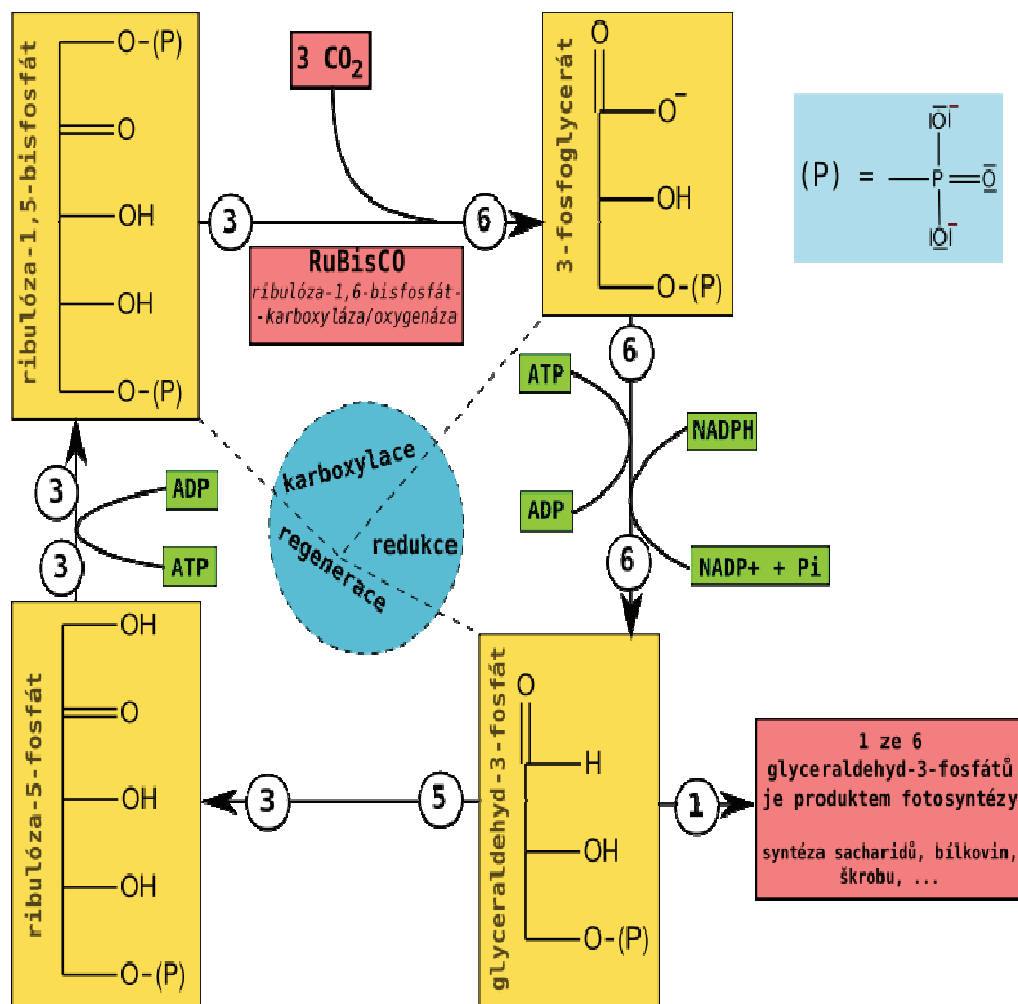 ribulóza-1,5-bisfosfát
O-(P)
O
OH
OH
O-(P)
3 CO2
3
6
RuBisCO
ribulóza-1,6-bisfosfát-
-karboxyláza/oxygenáza
3-fosfoglycerát
O
O-
OH
O-(P)
(P) =
|O|-
P
O
|O|-
6
ATP
ADP
NADPH
NADP+ + Pi
6
karboxylace
redukce
regenerace
3
ADP
ATP
3
ribulóza-5-fosfát
OH
O
OH
OH
O-(P)
3
5
glyceraldehyd-3-fosfát
O
H
OH
O-(P)
1
1 ze 6
glyceraldehyd-3-fosfátů
je produktem fotosyntézy
syntéza sacharidů, bílkovin,
škrobu, ...